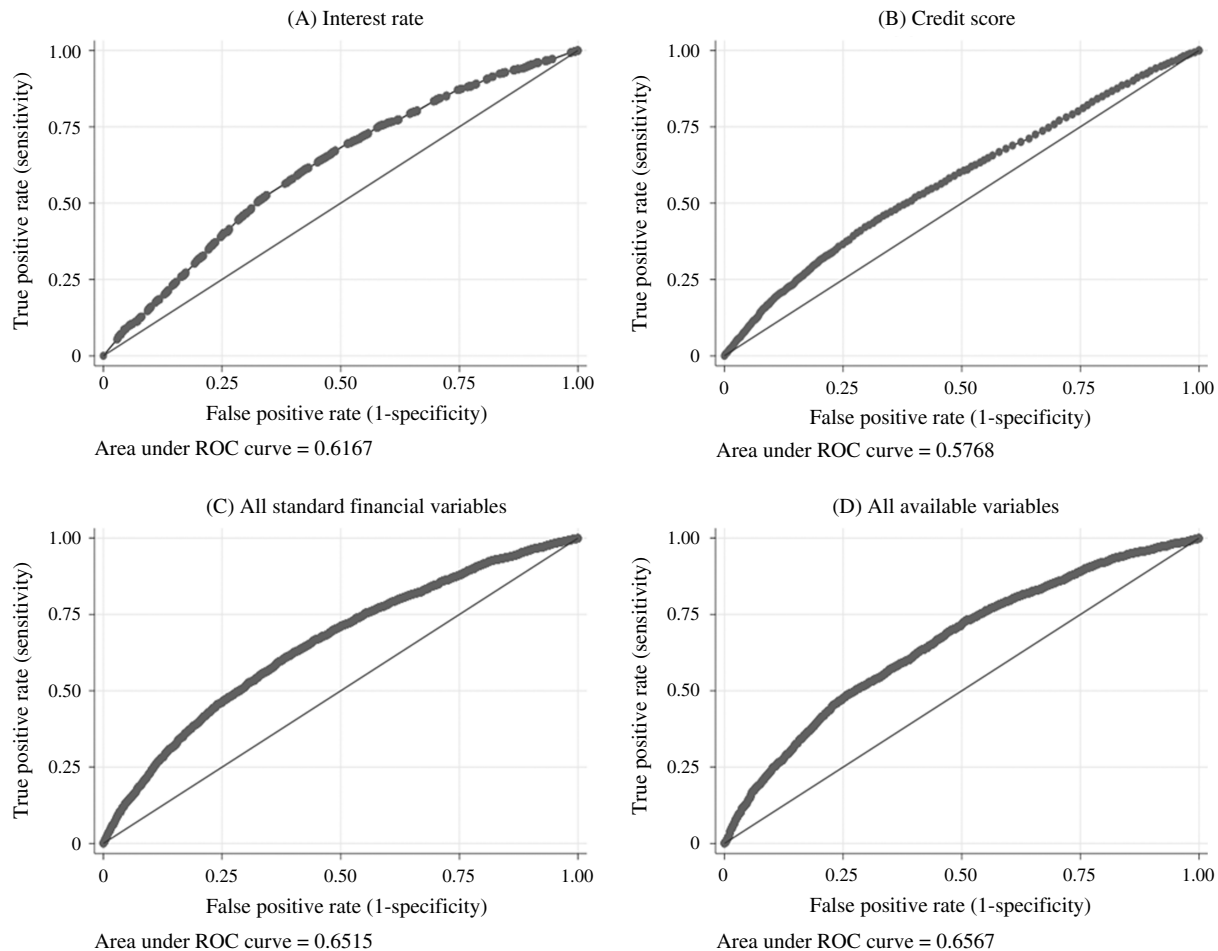 (A) Interest rate
True positive rate (sensitivity)
1.00
0.75
0.50
0.25
0
0 0.25 0.50 0.75 1.00
False positive rate (1-specificity)
Area under ROC curve = 0.6167
(B) Credit score
True positive rate (sensitivity)
1.00
0.75
0.50
0.25
0
0 0.25 0.50 0.75 1.00
False positive rate (1-specificity)
Area under ROC curve = 0.5768
(C) All standard financial variables
True positive rate (sensitivity)
1.00
0.75
0.50
0.25
0
0 0.25 0.50 0.75 1.00
False positive rate (1-specificity)
Area under ROC curve = 0.6515
(D) All available variables
True positive rate (sensitivity)
1.00
0.75
0.50
0.25
0
0 0.25 0.50 0.75 1.00
False positive rate (1-specificity)
Area under ROC curve = 0.6567